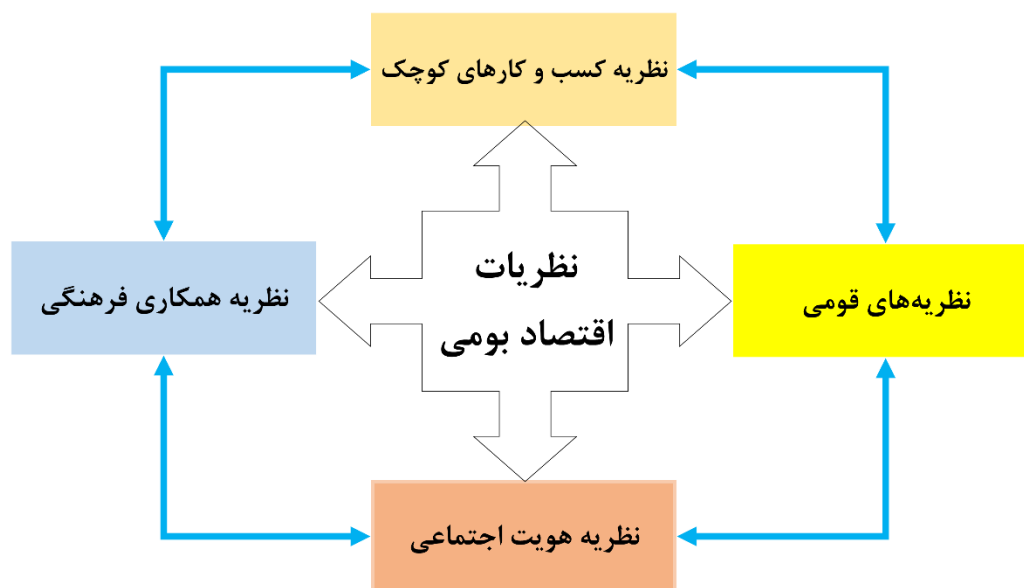 نظریه کسب و کارهای کوچک
نظریه‌های قومی
نظریات
اقتصاد بومی
نظریه همکاری فرهنگی
نظریه هویت اجتماعی